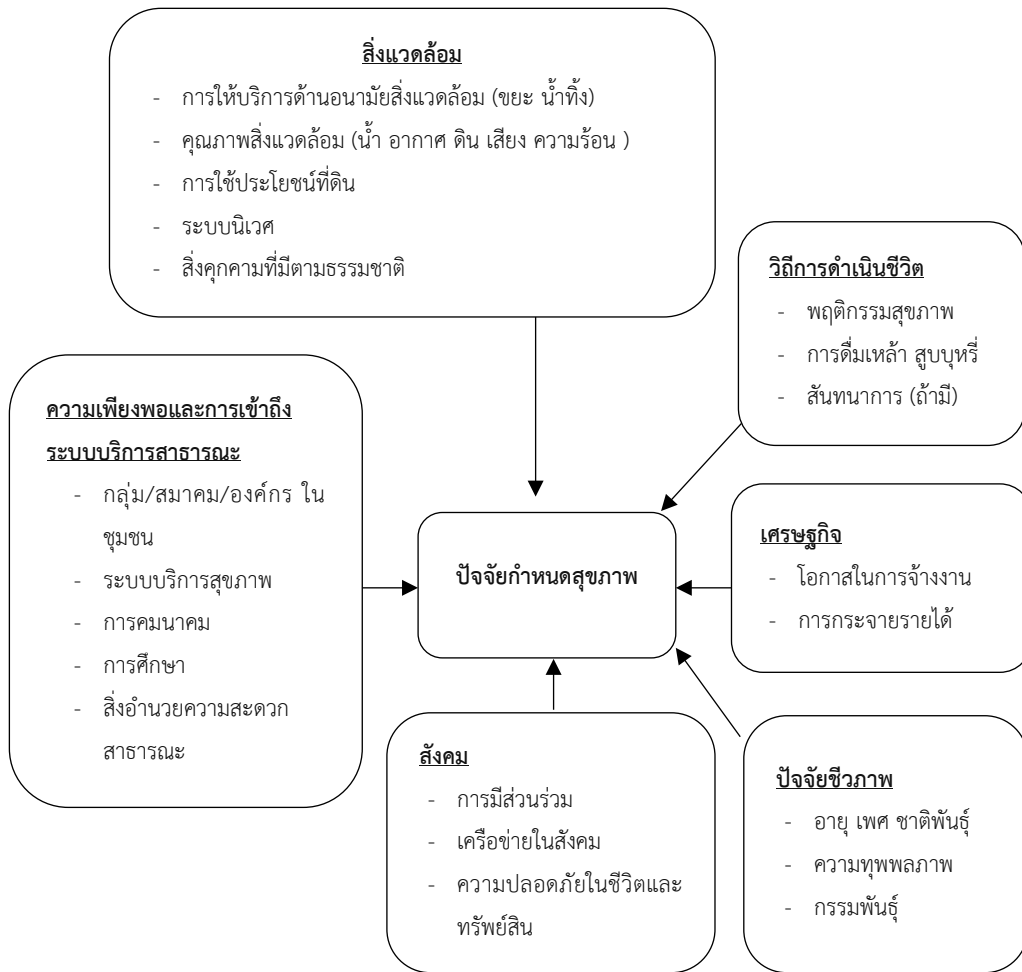 สิ่งแวดล้อม
- การให้บริการด้านอนามัยสิ่งแวดล้อม (ขยะ น้ำทิ้ง)
- คุณภาพสิ่งแวดล้อม (น้ำ อากาศ ดิน เสียง ความร้อน )
- การใช้ประโยชน์ที่ดิน
- ระบบนิเวศ
- สิ่งคุกคามที่มีตามธรรมชาติ
วิถีการดำเนินชีวิต
- พฤติกรรมสุขภาพ
- การดื่มเหล้า สูบบุหรี่
- สันทนาการ (ถ้ามี)
ความเพียงพอและการเข้าถึง
ระบบบริการสาธารณะ
- กลุ่ม/สมาคม/องค์กร ใน
ชุมชน
- ระบบบริการสุขภาพ
- การคมนาคม
- การศึกษา
- สิ่งอำนวยความสะดวก
สาธารณะ
ปัจจัยกำหนดสุขภาพ
เศรษฐกิจ
- โอกาสในการจ้างงาน
- การกระจายรายได้
สังคม
- การมีส่วนร่วม
- เครือข่ายในสังคม
- ความปลอดภัยในชีวิตและ
ทรัพย์สิน
ปัจจัยชีวภาพ
- อายุ เพศ ชาติพันธุ์
- ความทุพพลภาพ
- กรรมพันธุ์